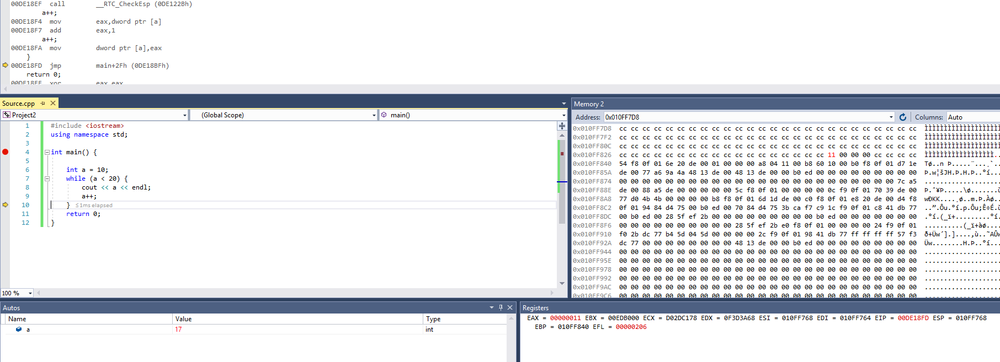 00DE18EF call __RTC_CheckEsp (0DE122Bh)
a++;
00DE18F4 mov eax,dword ptr [a]
00DE18F7 add eax,1
a++;
00DE18FA mov dword ptr [a],eax
}
00DE18FD jmp main+2Fh (0DE18BFh)
return 0;
00DE18FF xor eax,eax
Source.cpp
Project2 (Global Scope) main()
1 #include <iostream>
2 using namespace std;
3
4 int main() {
5
6 int a = 10;
7 while (a < 20) {
8 cout << a << endl;
9 a++;
10 } ≤1ms elapsed
11 return 0;
12 }
100 %
Memory 2
Address: 0x010FF7D8 Columns: Auto
0x010FF7D8 cc cc cc cc cc cc cc cc cc cc cc cc cc cc cc cc cc cc cc cc cc cc cc cc cc cc
0x010FF7F2 cc cc cc cc cc cc cc cc cc cc cc cc cc cc cc cc cc cc cc cc cc cc cc cc cc cc
0x010FF80C cc cc cc cc cc cc cc cc cc cc cc cc cc cc cc cc cc cc cc cc cc cc cc cc cc cc
0x010FF826 cc cc cc cc cc cc cc cc cc cc cc cc cc cc cc cc cc cc 11 00 00 00 cc cc cc cc
0x010FF840 54 f8 0f 01 6e 20 de 00 01 00 00 00 a8 04 11 00 b8 60 10 00 b0 f8 0f 01 d7 1e
0x010FF85A de 00 77 a6 9a 4a 48 13 de 00 48 13 de 00 00 b0 ed 00 00 00 00 00 00 00 00 00
0x010FF874 00 00 00 00 00 00 00 00 00 00 00 00 00 00 00 00 00 00 00 00 00 00 00 00 7c a5
0x010FF88E de 00 88 a5 de 00 00 00 00 00 5c f8 0f 01 00 00 00 00 0c f9 0f 01 70 39 de 00
0x010FF8A8 77 d0 4b 4b 00 00 00 00 b8 f8 0f 01 6d 1d de 00 c0 f8 0f 01 e8 20 de 00 d4 f8
0x010FF8C2 0f 01 94 84 d4 75 00 b0 ed 00 70 84 d4 75 3b ca f7 c9 1c f9 0f 01 c8 41 db 77
0x010FF8DC 00 b0 ed 00 28 5f ef 2b 00 00 00 00 00 00 00 00 00 b0 ed 00 00 00 00 00 00 00
0x010FF8F6 00 00 00 00 00 00 00 00 00 00 28 5f ef 2b e0 f8 0f 01 00 00 00 00 24 f9 0f 01
0x010FF910 f0 2b dc 77 b4 5d 04 5d 00 00 00 00 2c f9 0f 01 98 41 db 77 ff ff ff ff 57 f3
0x010FF92A dc 77 00 00 00 00 00 00 00 00 48 13 de 00 00 b0 ed 00 00 00 00 00 00 00 00 00
0x010FF944 00 00 00 00 00 00 00 00 00 00 00 00 00 00 00 00 00 00 00 00 00 00 00 00 00 00
0x010FF95E 00 00 00 00 00 00 00 00 00 00 00 00 00 00 00 00 00 00 00 00 00 00 00 00 00 00
0x010FF978 00 00 00 00 00 00 00 00 00 00 00 00 00 00 00 00 00 00 00 00 00 00 00 00 00 00
0x010FF992 00 00 00 00 00 00 00 00 00 00 00 00 00 00 00 00 00 00 00 00 00 00 00 00 00 00
0x010FF9AC 00 00 00 00 00 00 00 00 00 00 00 00 00 00 00 00 00 00 00 00 00 00 00 00 00 00
0x010FF9C6 00 00 00 00 00 00 00 00 00 00 00 00 00 00 00 00 00 00 00 00 00 00 00 00 00 00
Autos
Name Value Type
a 17 int
Registers
EAX = 00000011 EBX = 00EDB000 ECX = D02DC178 EDX = 0F3D3A68 ESI = 010FF768 EDI = 010FF764 EIP = 00DE18FD ESP = 010FF768
EBP = 010FF840 EFL = 00000206